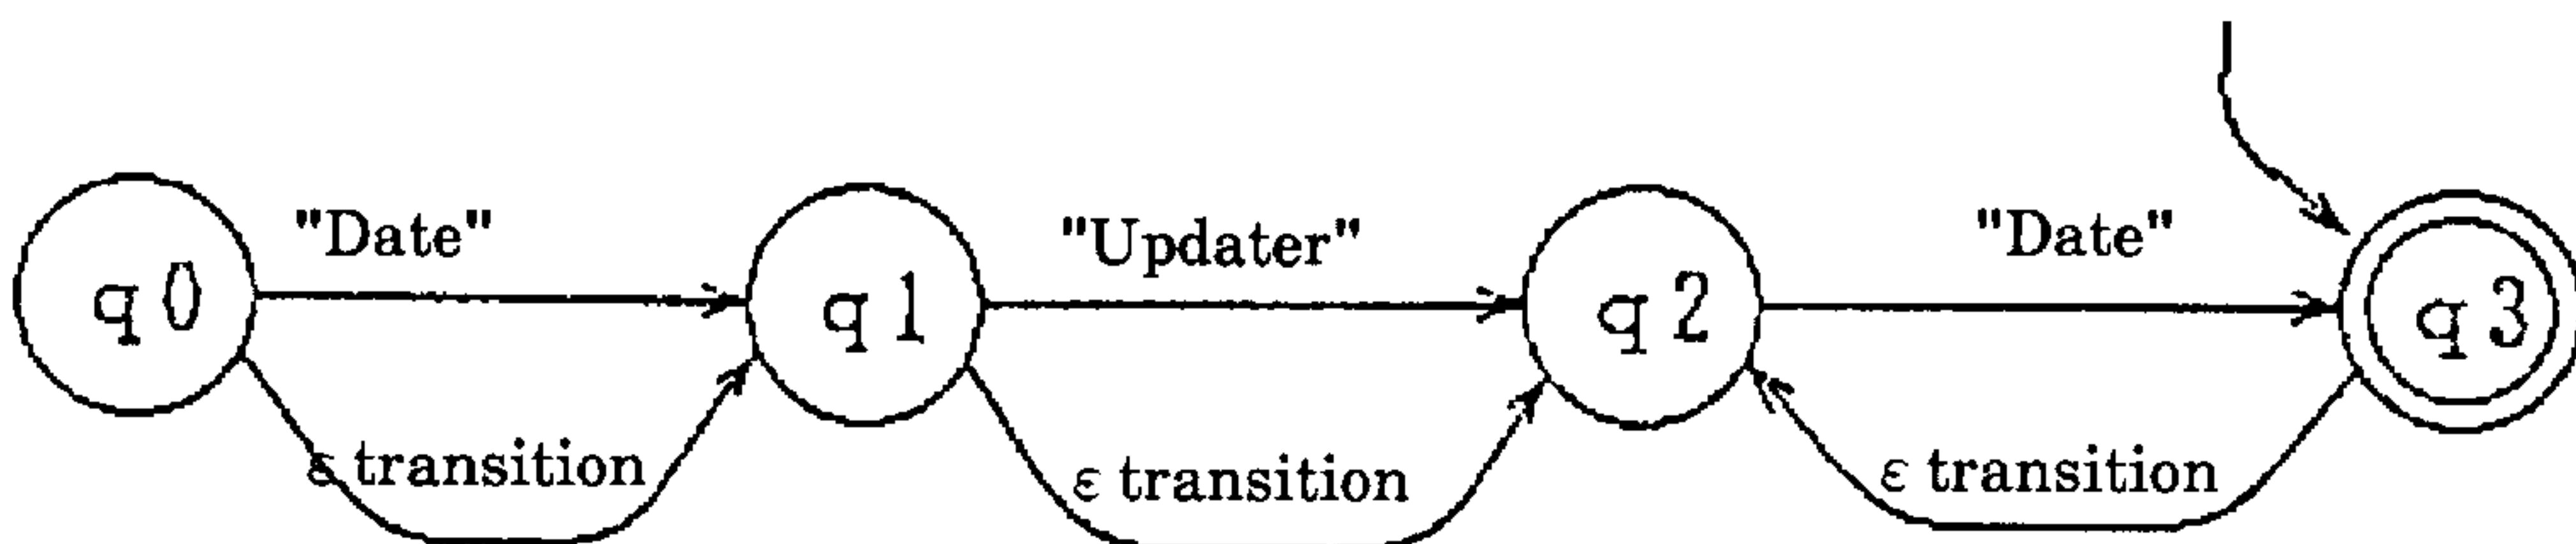 "Date"
"Updater"
"Date"
q0
q1
q2
q3
ε transition
ε transition
ε transition